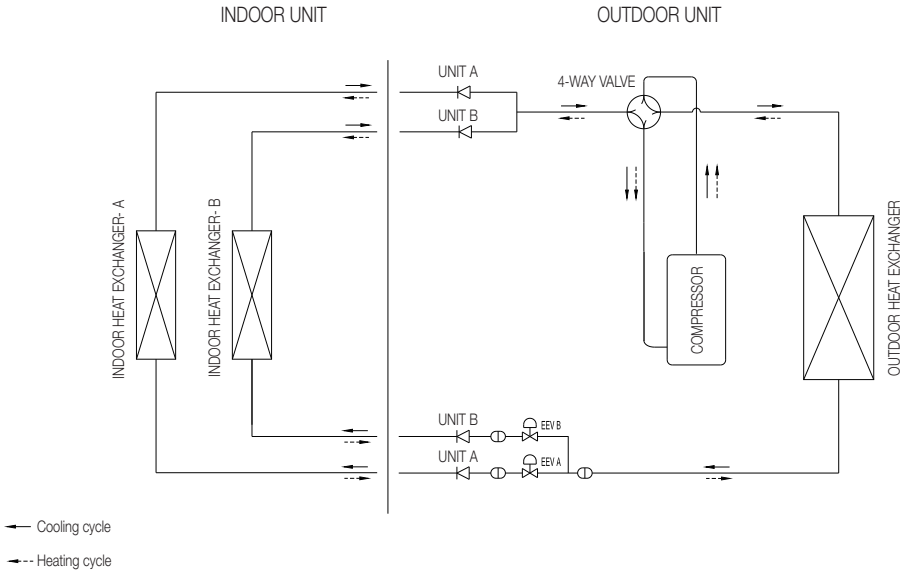 INDOOR UNIT
OUTDOOR UNIT
UNIT A
4-WAY VALVE
UNIT B
INDOOR HEAT EXCHANGER- A
INDOOR HEAT EXCHANGER- B
COMPRESSOR
OUTDOOR HEAT EXCHANGER
UNIT B
EEV B
UNIT A
EEV A
Cooling cycle
Heating cycle